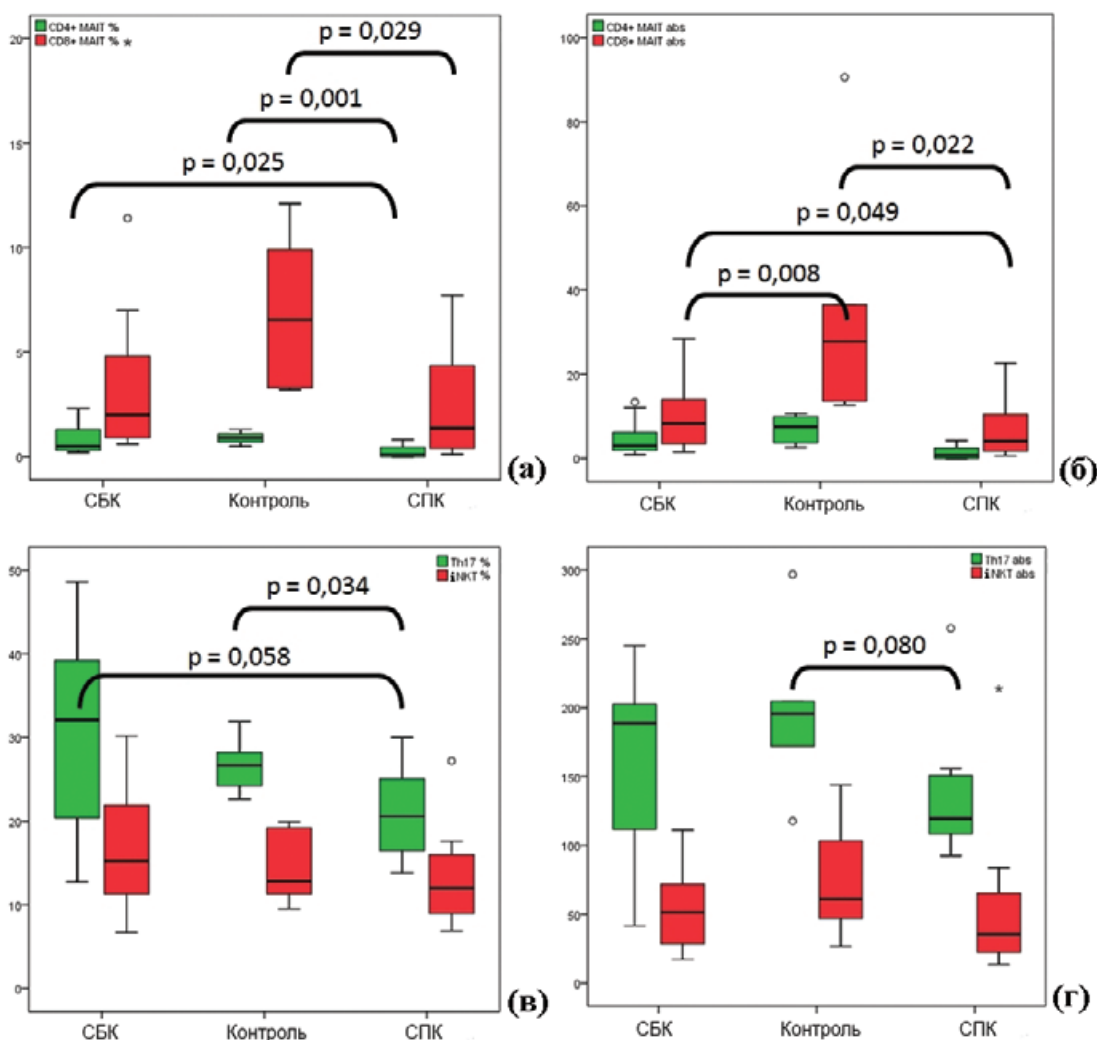 CD4+ MAIT %
CD8+ MAIT % *
p = 0,029
p = 0,001
p = 0,025
20
15
10
5
0
СБК Контроль СПК
(а)
CD4+ MAIT abs
CD8+ MAIT abs
p = 0,022
p = 0,049
p = 0,008
100
80
60
40
20
0
СБК Контроль СПК
(б)
Th17 %
iNKT %
p = 0,034
p = 0,058
50
40
30
20
10
0
СБК Контроль СПК
(в)
Th17 abs
iNKT abs
p = 0,080
300
250
200
150
100
50
0
СБК Контроль СПК
(г)